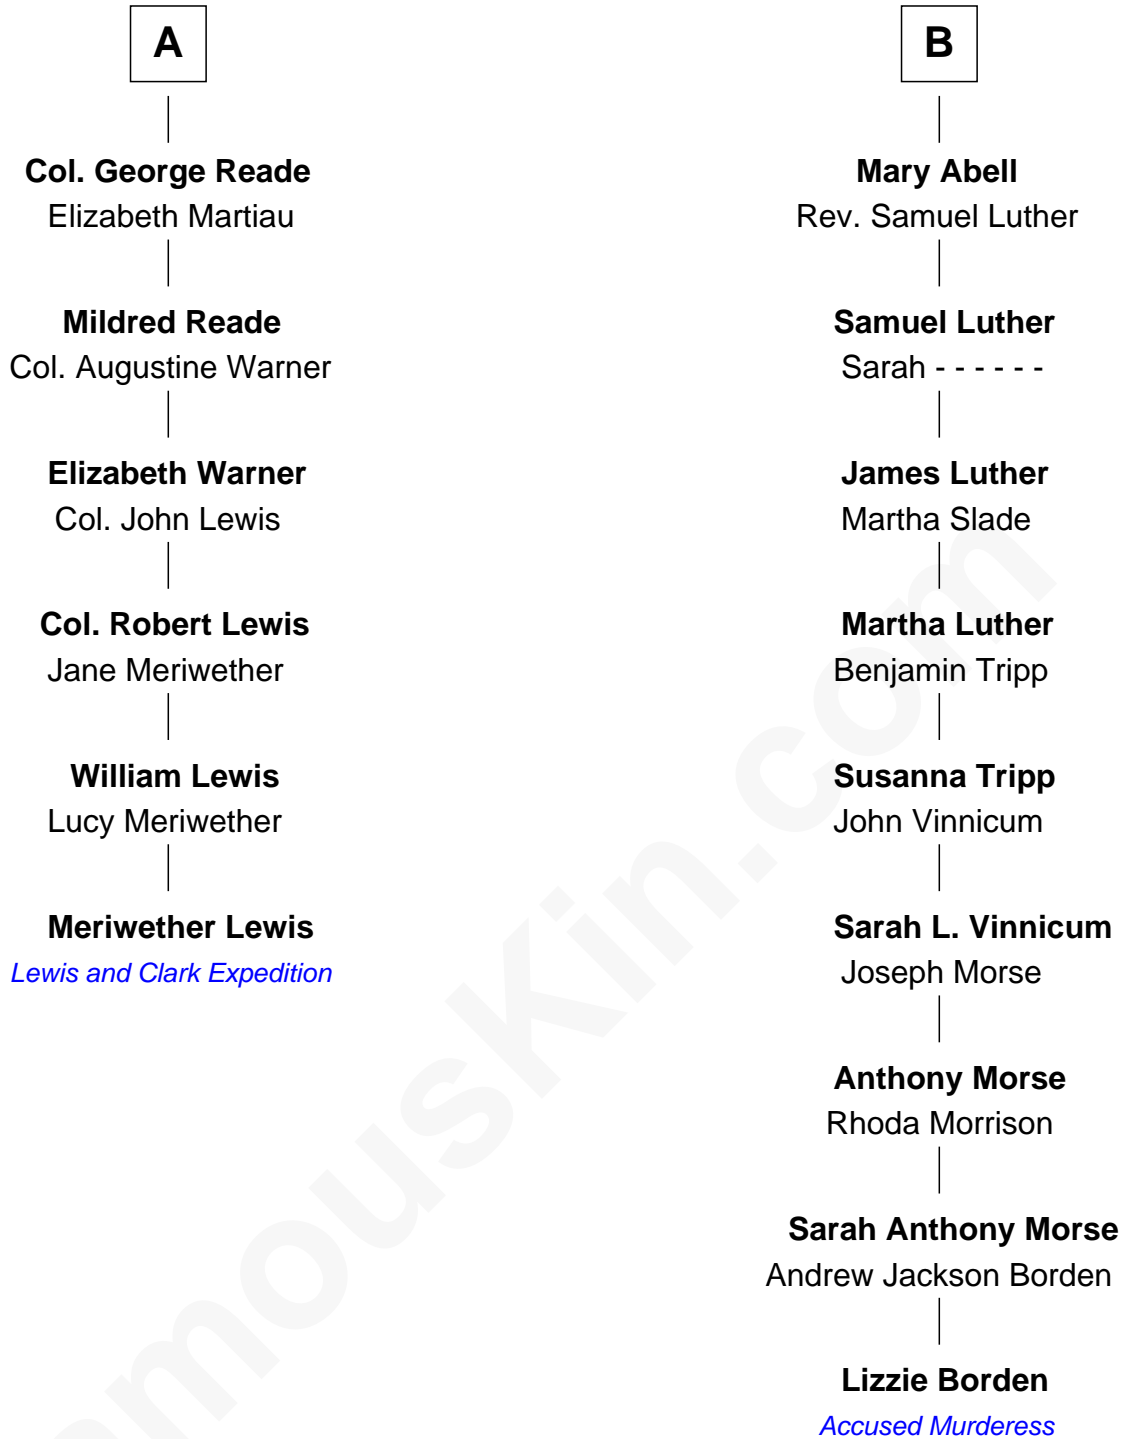 A
Col. George Reade
Elizabeth Martiau
Mildred Reade
Col. Augustine Warner
Elizabeth Warner
Col. John Lewis
Col. Robert Lewis
Jane Meriwether
William Lewis
Lucy Meriwether
Meriwether Lewis
Lewis and Clark Expedition
B
Mary Abell
Rev. Samuel Luther
Samuel Luther
Sarah - - - - - -
James Luther
Martha Slade
Martha Luther
Benjamin Tripp
Susanna Tripp
John Vinnicum
Sarah L. Vinnicum
Joseph Morse
Anthony Morse
Rhoda Morrison
Sarah Anthony Morse
Andrew Jackson Borden
Lizzie Borden
Accused Murderess
amousKin.com